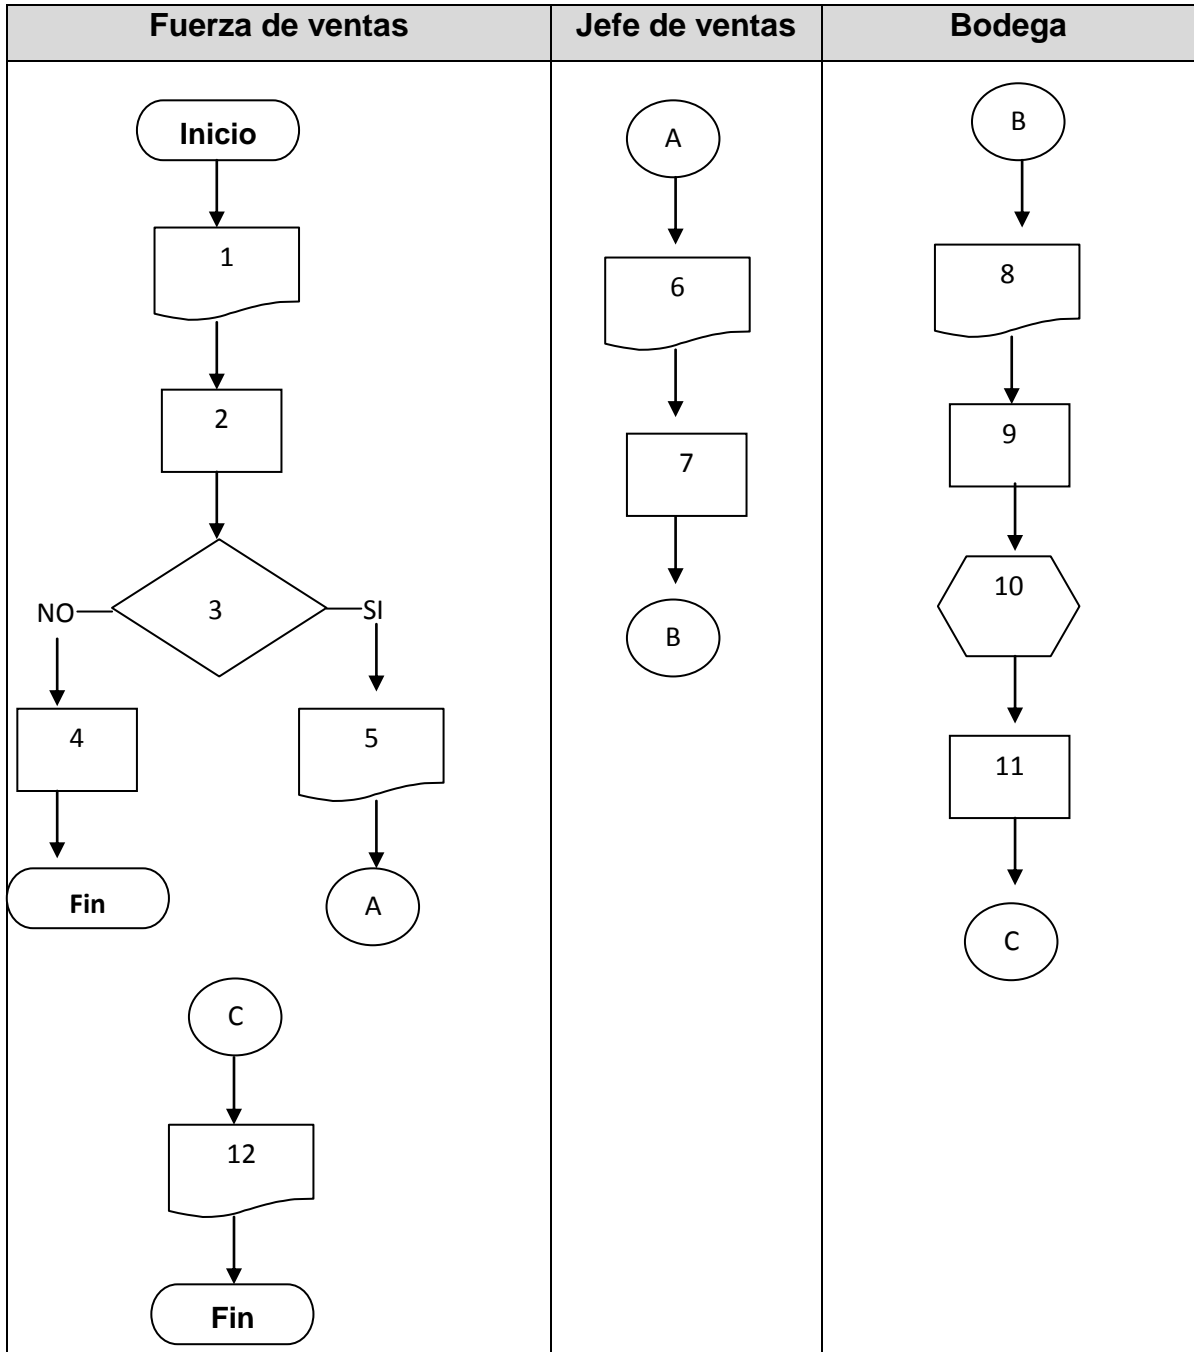 Fuerza de ventas
Jefe de ventas
Bodega
Inicio
1
2
3
NO
SI
4
5
Fin
A
C
12
Fin
A
6
7
B
B
8
9
10
11
C